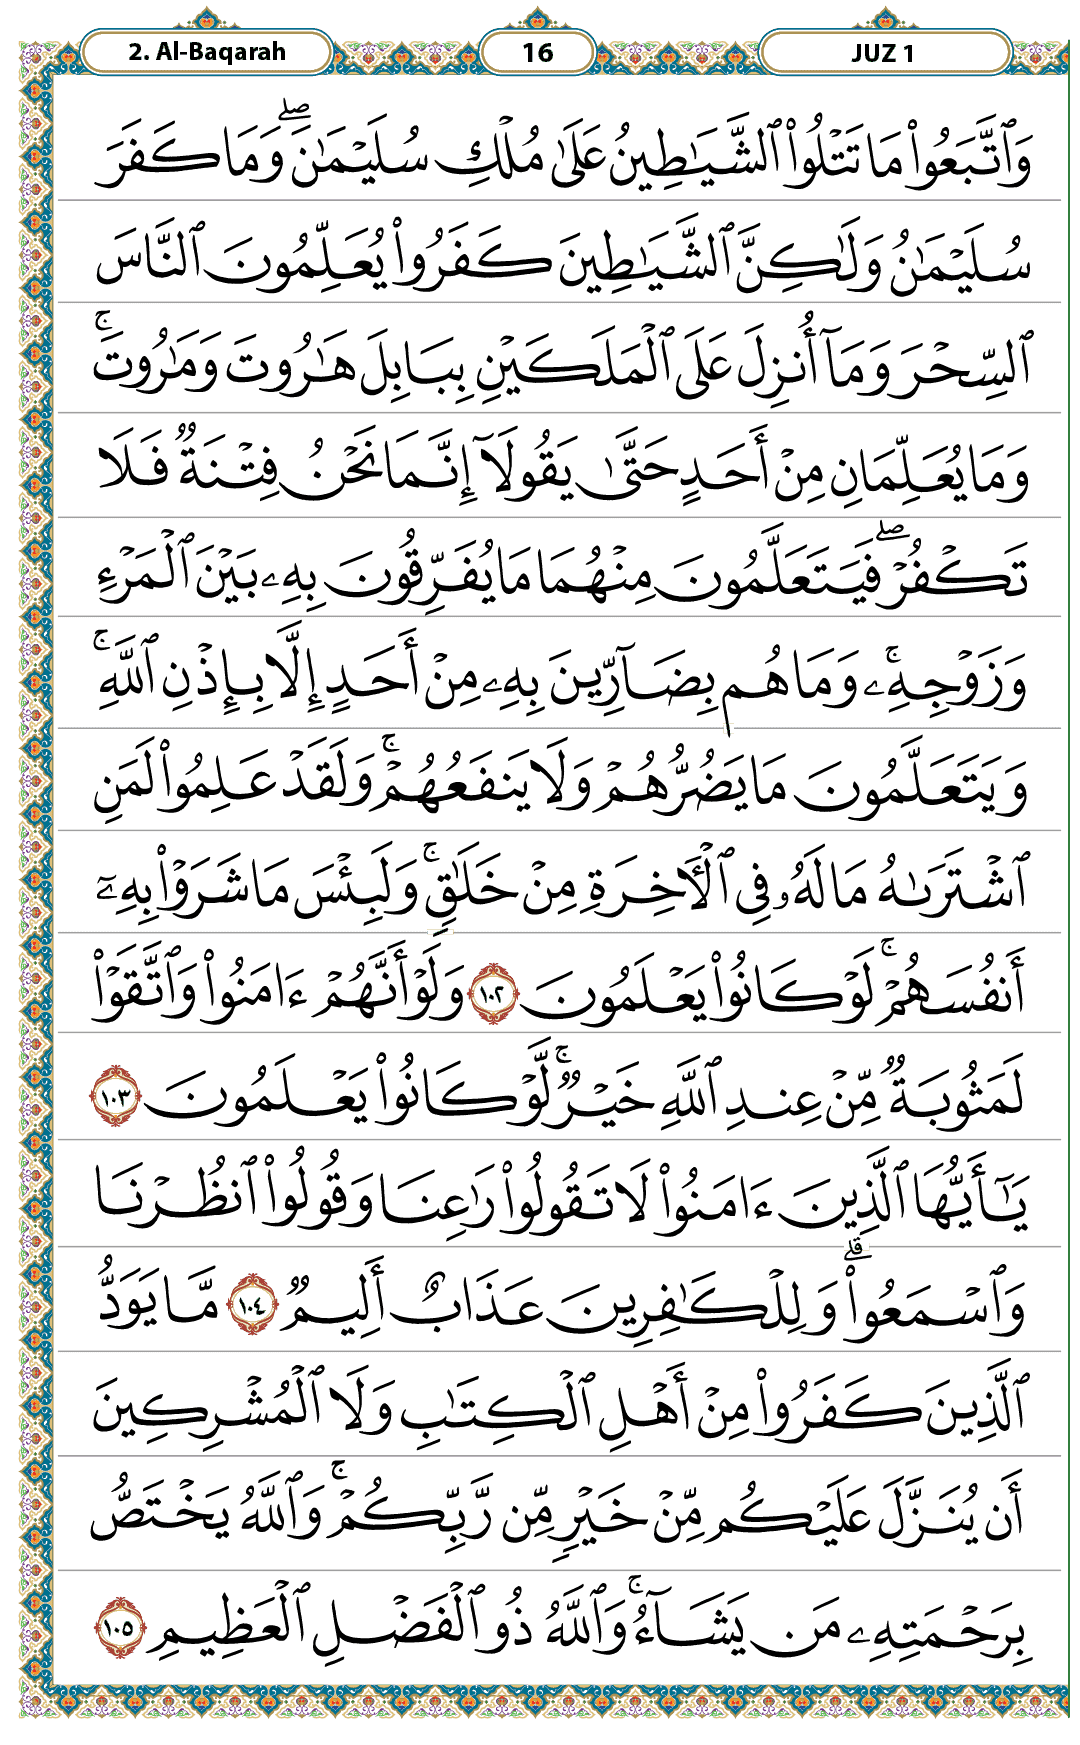 2. Al-Baqarah
16
JUZ 1
وَٱتَّبَعُوا۟ مَا تَتْلُوا۟ ٱلشَّيَـٰطِينُ عَلَىٰ مُلْكِ سُلَيْمَـٰنَ ۖ وَمَا كَفَرَ
سُلَيْمَـٰنُ وَلَـٰكِنَّ ٱلشَّيَـٰطِينَ كَفَرُوا۟ يُعَلِّمُونَ ٱلنَّاسَ
ٱلسِّحْرَ وَمَآ أُنزِلَ عَلَى ٱلْمَلَكَيْنِ بِبَابِلَ هَـٰرُوتَ وَمَـٰرُوتَ ۚ
وَمَا يُعَلِّمَانِ مِنْ أَحَدٍ حَتَّىٰ يَقُولَآ إِنَّمَا نَحْنُ فِتْنَةٌ فَلَا
تَكْفُرْ ۖ فَيَتَعَلَّمُونَ مِنْهُمَا مَا يُفَرِّقُونَ بِهِۦ بَيْنَ ٱلْمَرْءِ
وَزَوْجِهِۦ ۚ وَمَا هُم بِضَآرِّينَ بِهِۦ مِنْ أَحَدٍ إِلَّا بِإِذْنِ ٱللَّهِ ۚ
وَيَتَعَلَّمُونَ مَا يَضُرُّهُمْ وَلَا يَنفَعُهُمْ ۚ وَلَقَدْ عَلِمُوا۟ لَمَنِ
ٱشْتَرَىٰهُ مَا لَهُۥ فِى ٱلْـَٔاخِرَةِ مِنْ خَلَـٰقٍ ۚ وَلَبِئْسَ مَا شَرَوْا۟ بِهِۦٓ
أَنفُسَهُمْ ۚ لَوْ كَانُوا۟ يَعْلَمُونَ ١٠٢ وَلَوْ أَنَّهُمْ ءَامَنُوا۟ وَٱتَّقَوْا۟
لَمَثُوبَةٌ مِّنْ عِندِ ٱللَّهِ خَيْرٌ ۚ لَّوْ كَانُوا۟ يَعْلَمُونَ ١٠٣
يَـٰٓأَيُّهَا ٱلَّذِينَ ءَامَنُوا۟ لَا تَقُولُوا۟ رَٰعِنَا وَقُولُوا۟ ٱنظُرْنَا
وَٱسْمَعُوا۟ ۗ وَلِلْكَـٰفِرِينَ عَذَابٌ أَلِيمٌ ١٠٤ مَّا يَوَدُّ
ٱلَّذِينَ كَفَرُوا۟ مِنْ أَهْلِ ٱلْكِتَـٰبِ وَلَا ٱلْمُشْرِكِينَ
أَن يُنَزَّلَ عَلَيْكُم مِّنْ خَيْرٍ مِّن رَّبِّكُمْ ۚ وَٱللَّهُ يَخْتَصُّ
بِرَحْمَتِهِۦ مَن يَشَآءُ ۚ وَٱللَّهُ ذُو ٱلْفَضْلِ ٱلْعَظِيمِ ١٠٥